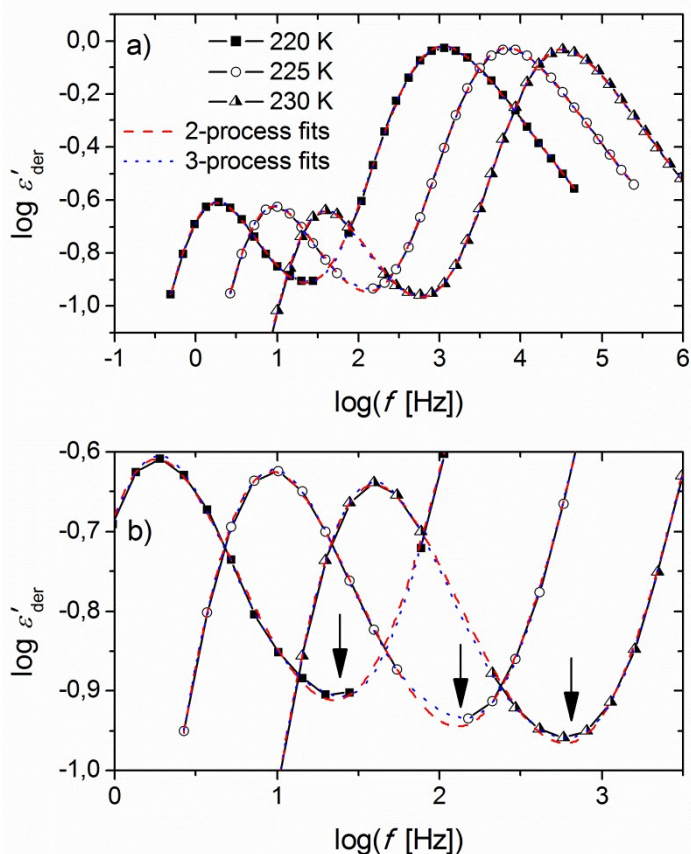 a)
220 K
225 K
230 K
2-process fits
3-process fits
log ε′der
0,0
-0,2
-0,4
-0,6
-0,8
-1,0
-1 0 1 2 3 4 5 6
log(f [Hz])
b)
log ε′der
-0,6
-0,7
-0,8
-0,9
-1,0
0 1 2 3
log(f [Hz])